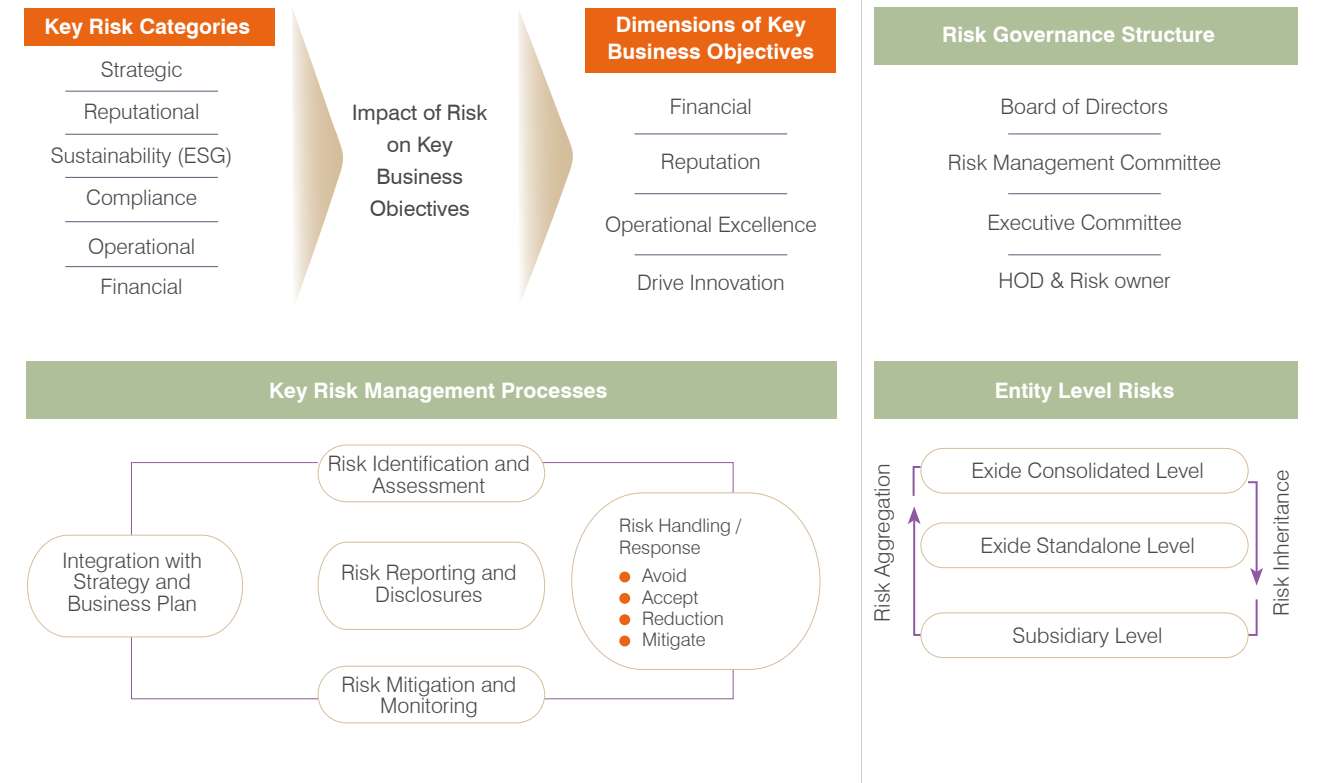 Key Risk Categories
Strategic
Reputational
Sustainability (ESG)
Compliance
Operational
Financial
Impact of Risk
on Key
Business
Obiectives
Dimensions of Key
Business Objectives
Financial
Reputation
Operational Excellence
Drive Innovation
Risk Governance Structure
Board of Directors
Risk Management Committee
Executive Committee
HOD & Risk owner
Key Risk Management Processes
Integration with
Strategy and
Business Plan
Risk Identification and
Assessment
Risk Reporting and
Disclosures
Risk Mitigation and
Monitoring
Risk Handling /
Response
Avoid
Accept
Reduction
Mitigate
Entity Level Risks
Risk Aggregation
Exide Consolidated Level
Exide Standalone Level
Subsidiary Level
Risk Inheritance